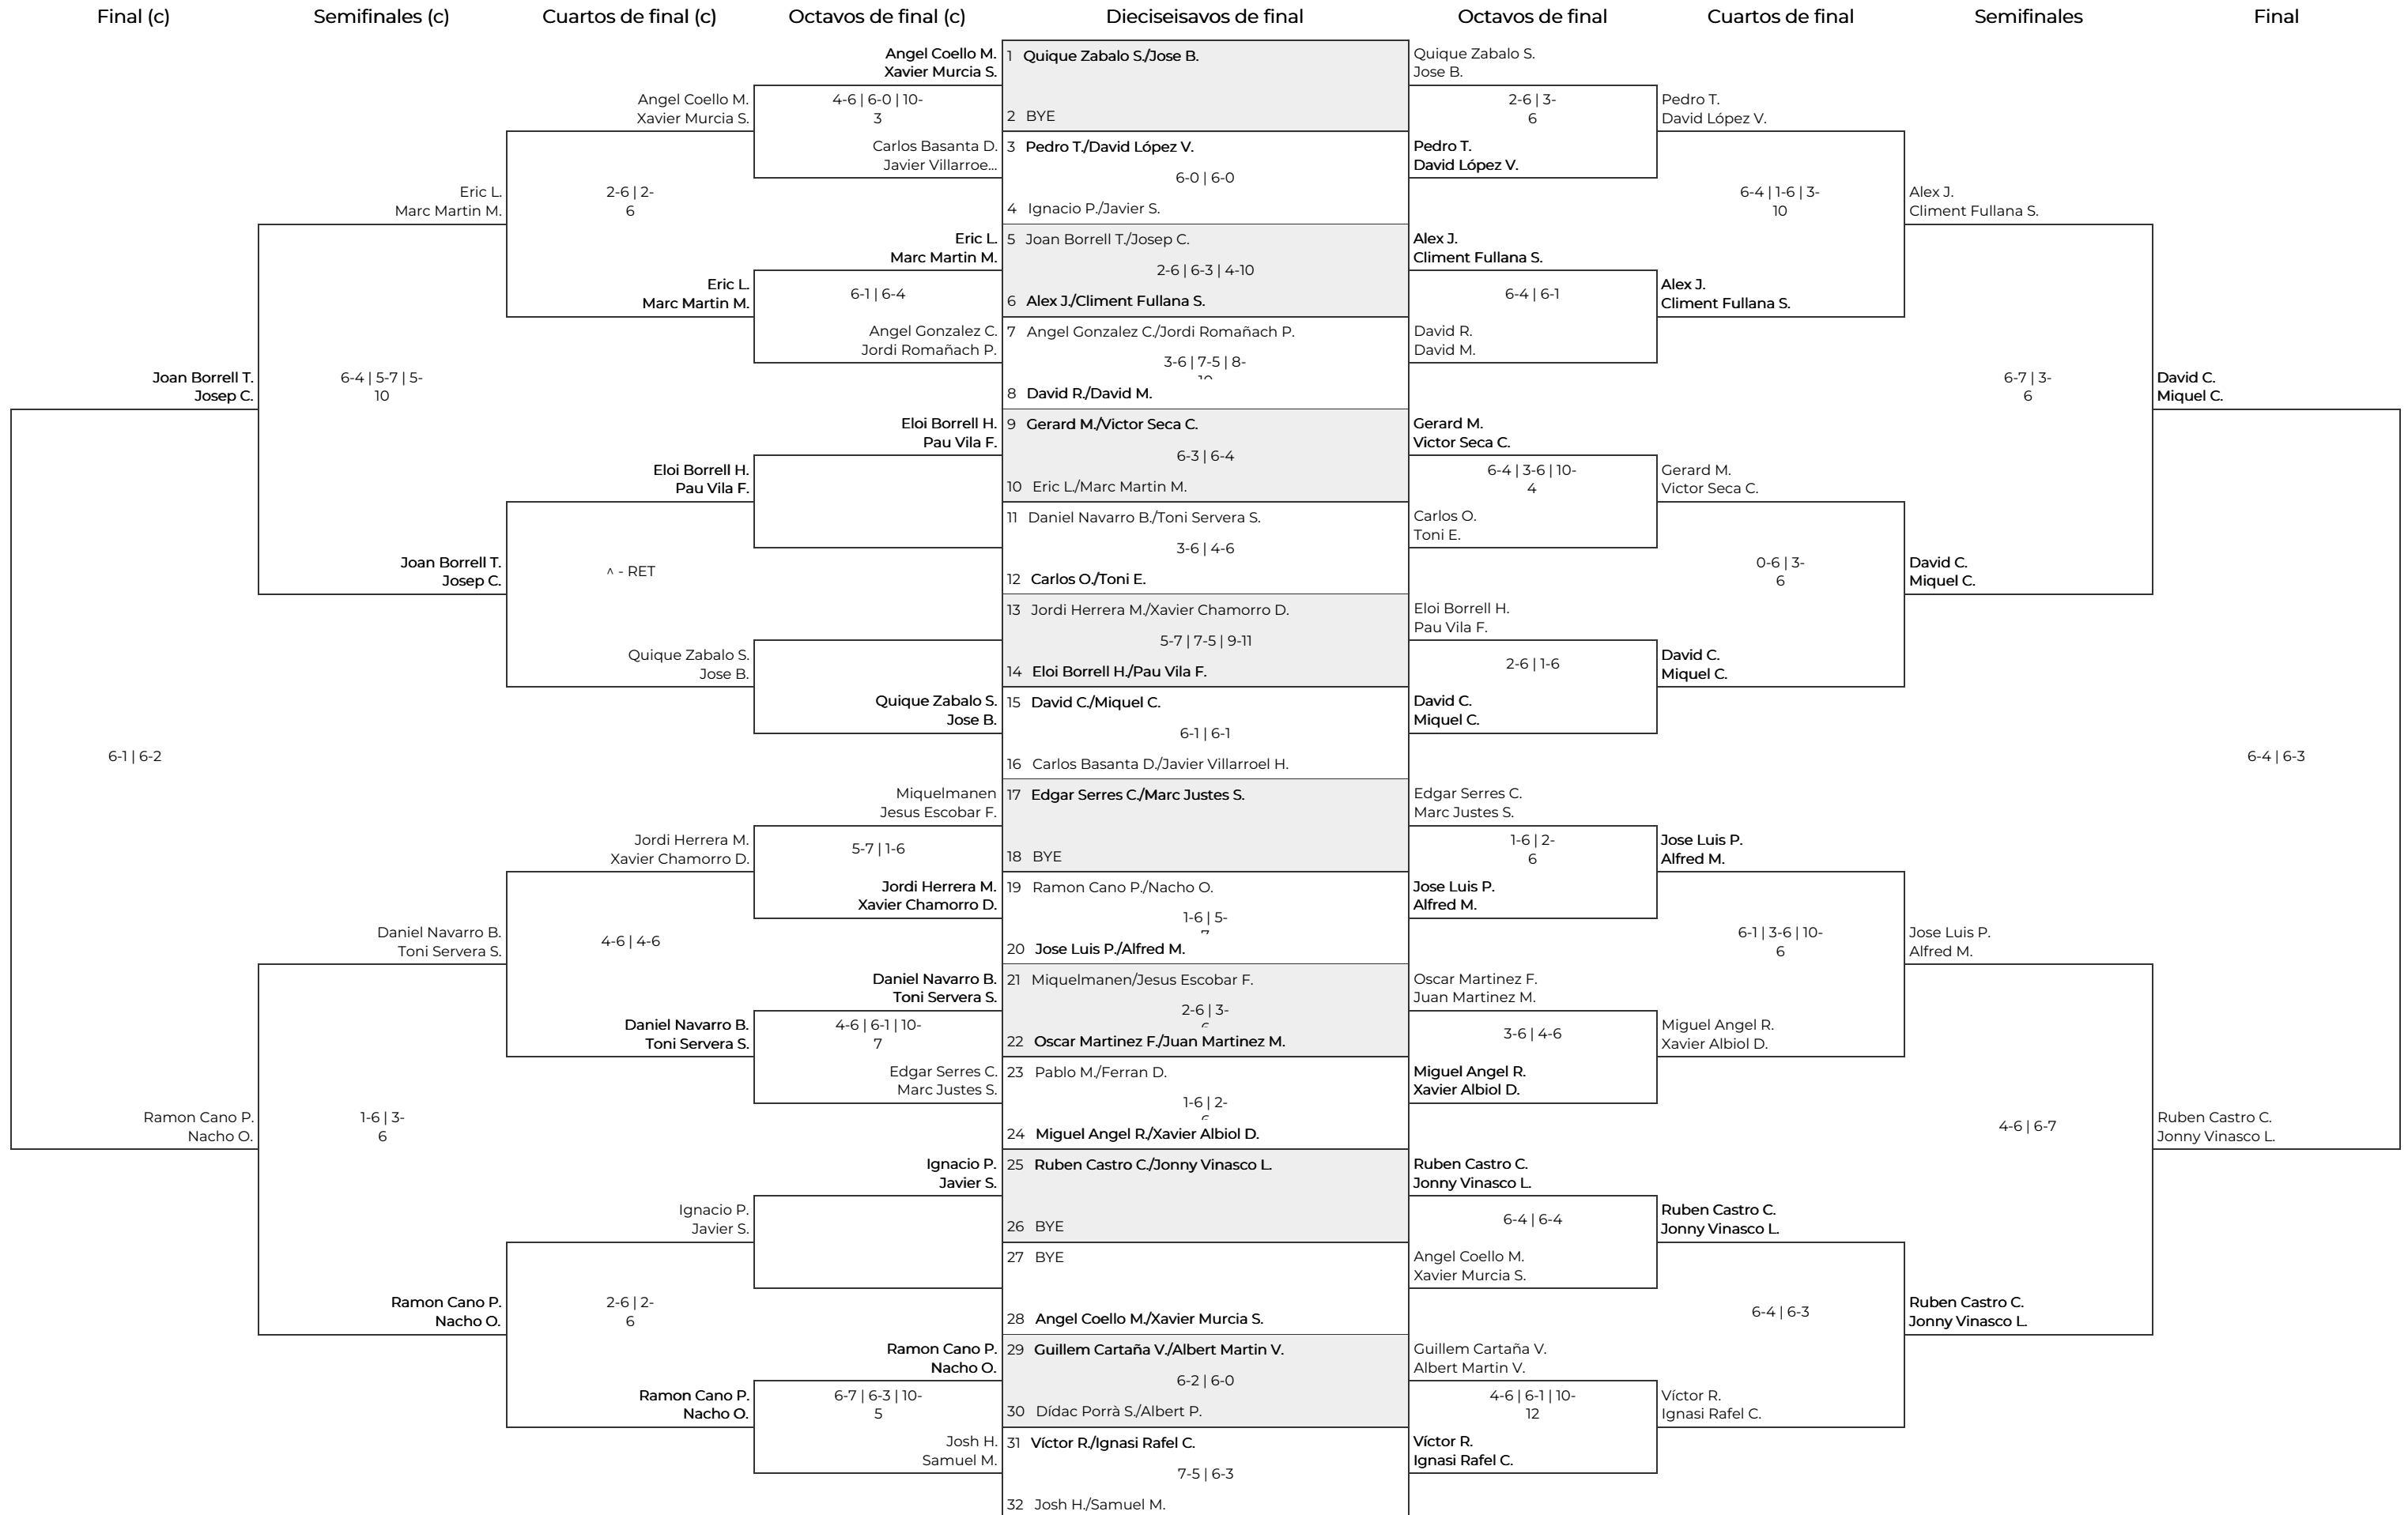 Final (c)
Semifinales (c)
Cuartos de final (c)
Octavos de final (c)
Dieciseisavos de final
Octavos de final
Cuartos de final
Semifinales
Final
Joan Borrell T.
Josep C.
6-1 | 6-2
Ramon Cano P.
Nacho O.
Eric L.
Marc Martin M.
6-4 | 5-7 | 5-
10
Joan Borrell T.
Josep C.
Daniel Navarro B.
Toni Servera S.
1-6 | 3-
6
Ramon Cano P.
Nacho O.
Angel Coello M.
Xavier Murcia S.
2-6 | 2-
6
Eric L.
Marc Martin M.
Eloi Borrell H.
Pau Vila F.
^ - RET
Quique Zabalo S.
Jose B.
Jordi Herrera M.
Xavier Chamorro D.
4-6 | 4-6
Daniel Navarro B.
Toni Servera S.
Ignacio P.
Javier S.
2-6 | 2-
6
Ramon Cano P.
Nacho O.
Angel Coello M.
Xavier Murcia S.
4-6 | 6-0 | 10-
3
Carlos Basanta D.
Javier Villarroe...
Eric L.
Marc Martin M.
6-1 | 6-4
Angel Gonzalez C.
Jordi Romañach P.
Eloi Borrell H.
Pau Vila F.
Quique Zabalo S.
Jose B.
Miquelmanen
Jesus Escobar F.
5-7 | 1-6
Jordi Herrera M.
Xavier Chamorro D.
Daniel Navarro B.
Toni Servera S.
4-6 | 6-1 | 10-
7
Edgar Serres C.
Marc Justes S.
Ignacio P.
Javier S.
Ramon Cano P.
Nacho O.
6-7 | 6-3 | 10-
5
Josh H.
Samuel M.
1 Quique Zabalo S./Jose B.
2 BYE
3 Pedro T./David López V.
6-0 | 6-0
4 Ignacio P./Javier S.
5 Joan Borrell T./Josep C.
2-6 | 6-3 | 4-10
6 Alex J./Climent Fullana S.
7 Angel Gonzalez C./Jordi Romañach P.
3-6 | 7-5 | 8-
8 David R./David M.
9 Gerard M./Victor Seca C.
6-3 | 6-4
10 Eric L./Marc Martin M.
11 Daniel Navarro B./Toni Servera S.
3-6 | 4-6
12 Carlos O./Toni E.
13 Jordi Herrera M./Xavier Chamorro D.
5-7 | 7-5 | 9-11
14 Eloi Borrell H./Pau Vila F.
15 David C./Miquel C.
6-1 | 6-1
16 Carlos Basanta D./Javier Villarroel H.
17 Edgar Serres C./Marc Justes S.
18 BYE
19 Ramon Cano P./Nacho O.
1-6 | 5-
20 Jose Luis P./Alfred M.
21 Miquelmanen/Jesus Escobar F.
2-6 | 3-
22 Oscar Martinez F./Juan Martinez M.
23 Pablo M./Ferran D.
1-6 | 2-
24 Miguel Angel R./Xavier Albiol D.
25 Ruben Castro C./Jonny Vinasco L.
26 BYE
27 BYE
28 Angel Coello M./Xavier Murcia S.
29 Guillem Cartaña V./Albert Martin V.
6-2 | 6-0
30 Dídac Porrà S./Albert P.
31 Víctor R./Ignasi Rafel C.
7-5 | 6-3
32 Josh H./Samuel M.
Quique Zabalo S.
Jose B.
2-6 | 3-
6
Pedro T.
David López V.
Alex J.
Climent Fullana S.
6-4 | 6-1
David R.
David M.
Gerard M.
Victor Seca C.
6-4 | 3-6 | 10-
4
Carlos O.
Toni E.
Eloi Borrell H.
Pau Vila F.
2-6 | 1-6
David C.
Miquel C.
Edgar Serres C.
Marc Justes S.
1-6 | 2-
6
Jose Luis P.
Alfred M.
Oscar Martinez F.
Juan Martinez M.
3-6 | 4-6
Miguel Angel R.
Xavier Albiol D.
Ruben Castro C.
Jonny Vinasco L.
6-4 | 6-4
Angel Coello M.
Xavier Murcia S.
Guillem Cartaña V.
Albert Martin V.
4-6 | 6-1 | 10-
12
Víctor R.
Ignasi Rafel C.
Pedro T.
David López V.
6-4 | 1-6 | 3-
10
Alex J.
Climent Fullana S.
Gerard M.
Victor Seca C.
0-6 | 3-
6
David C.
Miquel C.
Jose Luis P.
Alfred M.
6-1 | 3-6 | 10-
6
Miguel Angel R.
Xavier Albiol D.
Ruben Castro C.
Jonny Vinasco L.
6-4 | 6-3
Víctor R.
Ignasi Rafel C.
Alex J.
Climent Fullana S.
6-7 | 3-
6
David C.
Miquel C.
Jose Luis P.
Alfred M.
4-6 | 6-7
Ruben Castro C.
Jonny Vinasco L.
David C.
Miquel C.
6-4 | 6-3
Ruben Castro C.
Jonny Vinasco L.